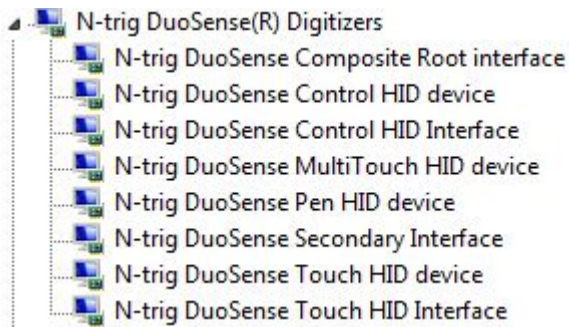 N-trig DuoSense(R) Digitizers
N-trig DuoSense Composite Root interface
N-trig DuoSense Control HID device
N-trig DuoSense Control HID Interface
N-trig DuoSense MultiTouch HID device
N-trig DuoSense Pen HID device
N-trig DuoSense Secondary Interface
N-trig DuoSense Touch HID device
N-trig DuoSense Touch HID Interface